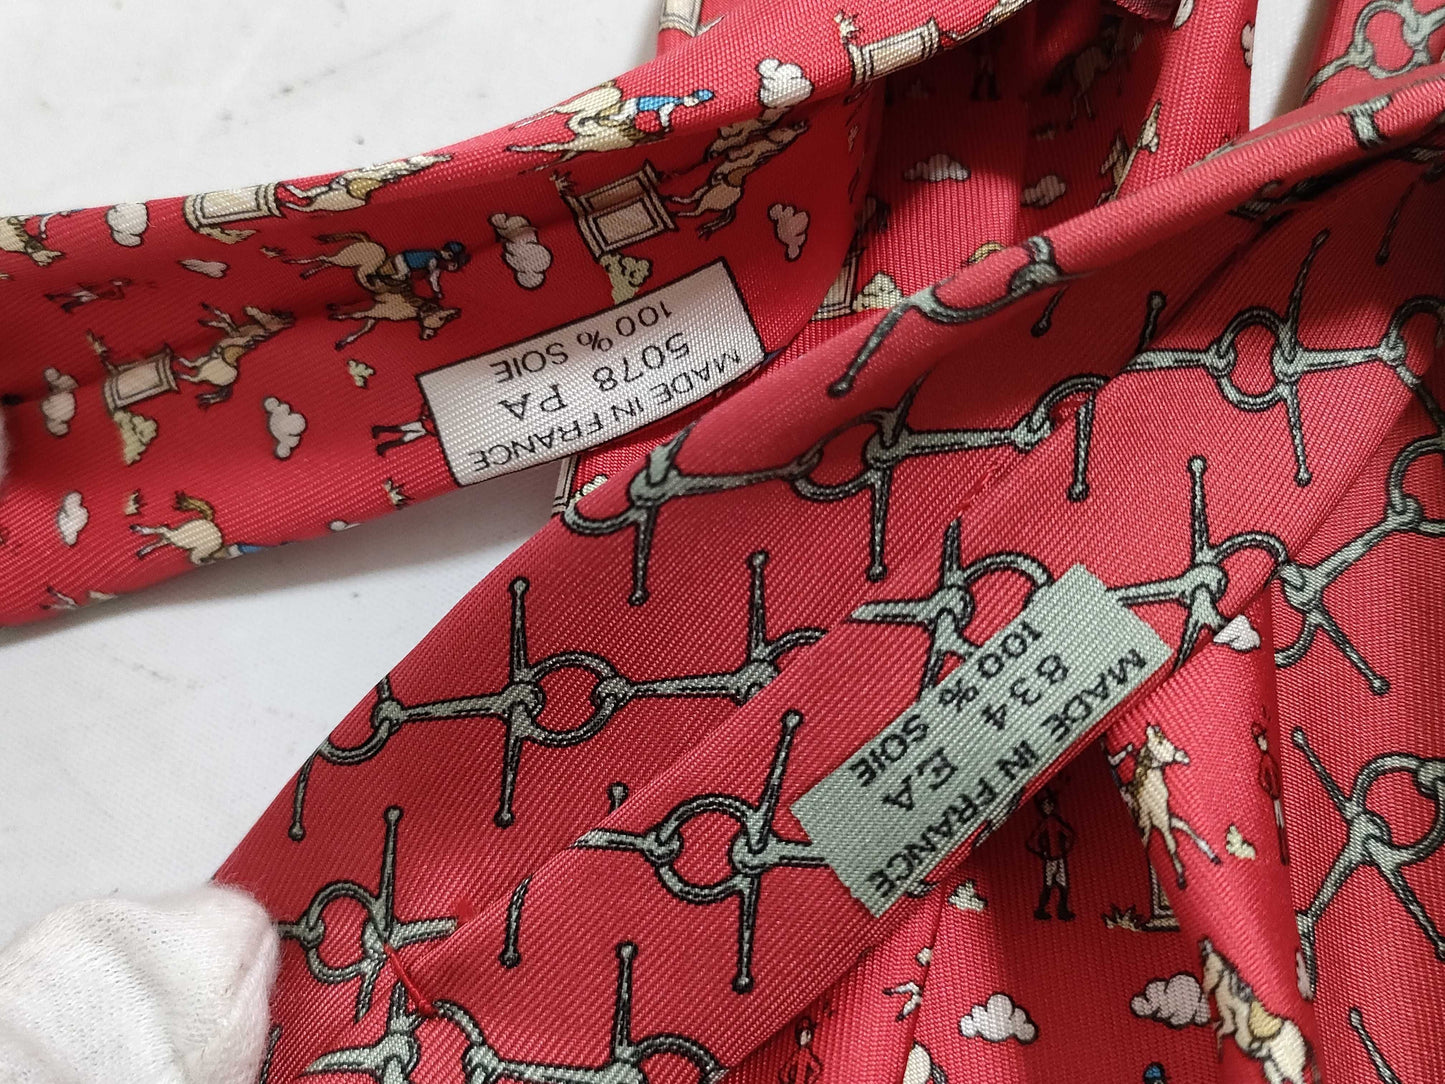 MADE IN FRANCE
5078 PA
100% SOIE
MADE IN FRANCE
834 EA
100% SOIE